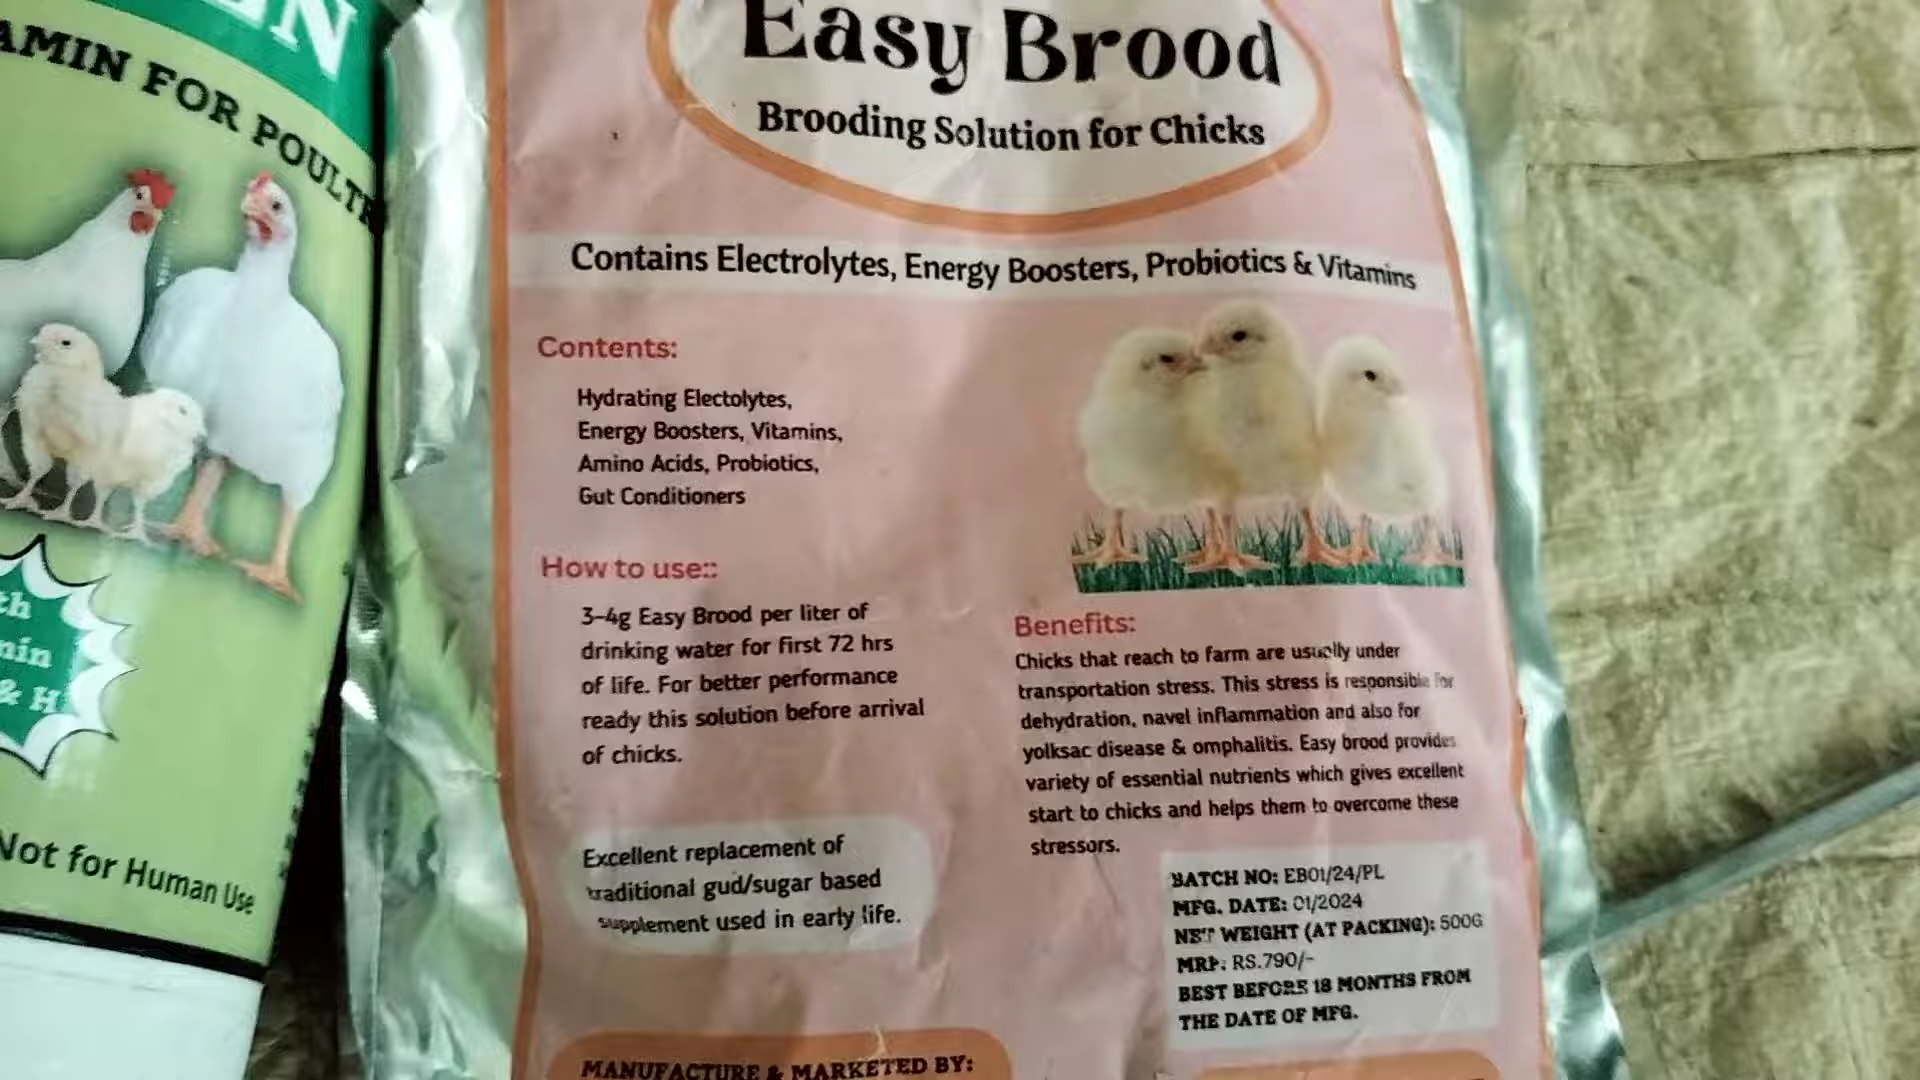 EN
AMIN FOR POULTR
th
min
& H
Not for Human Use
Easy Brood
Brooding Solution for Chicks
Contains Electrolytes, Energy Boosters, Probiotics & Vitamins
Contents:
Hydrating Electolytes,
Energy Boosters, Vitamins,
Amino Acids, Probiotics,
Gut Conditioners
How to use::
3-4g Easy Brood per liter of
drinking water for first 72 hrs
of life. For better performance
ready this solution before arrival
of chicks.
Excellent replacement of
traditional gud/sugar based
supplement used in early life.
Benefits:
Chicks that reach to farm are usually under
transportation stress. This stress is responsible for
dehydration, navel inflammation and also for
yolksac disease & omphalitis. Easy brood provides
variety of essential nutrients which gives excellent
start to chicks and helps them to overcome these
stressors.
BATCH NO: EB01/24/PL
MFG. DATE: 01/2024
NET WEIGHT (AT PACKING): 500G
MRP: RS.790/-
BEST BEFORE 18 MONTHS FROM
THE DATE OF MFG.
MANUFACTURE & MARKETED BY: